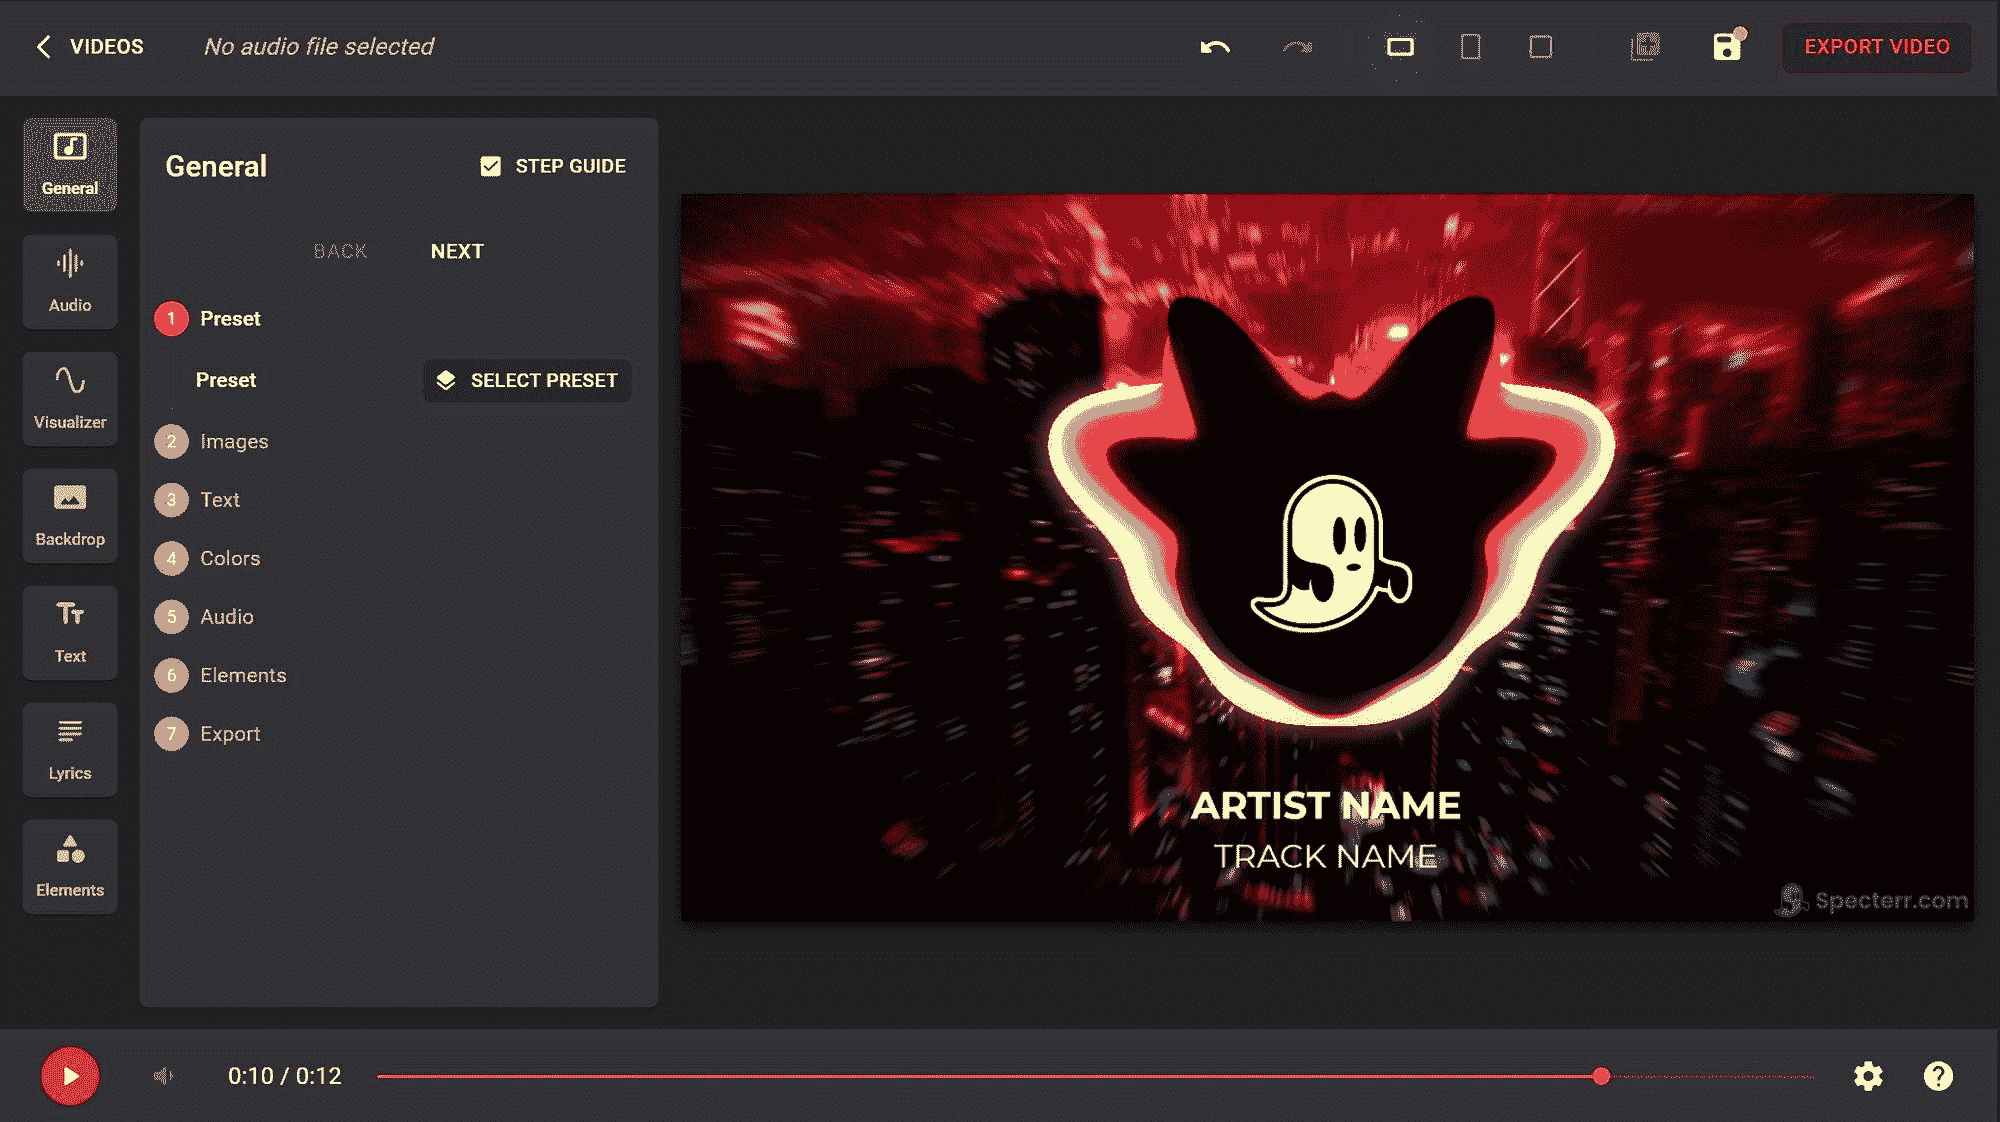 VIDEOS
No audio file selected
EXPORT VIDEO
General
Audio
Visualizer
Backdrop
Text
Lyrics
Elements
General
STEP GUIDE
BACK
NEXT
1 Preset
Preset
SELECT PRESET
2 Images
3 Text
4 Colors
5 Audio
6 Elements
7 Export
ARTIST NAME
TRACK NAME
Specterr.com
0:10 / 0:12